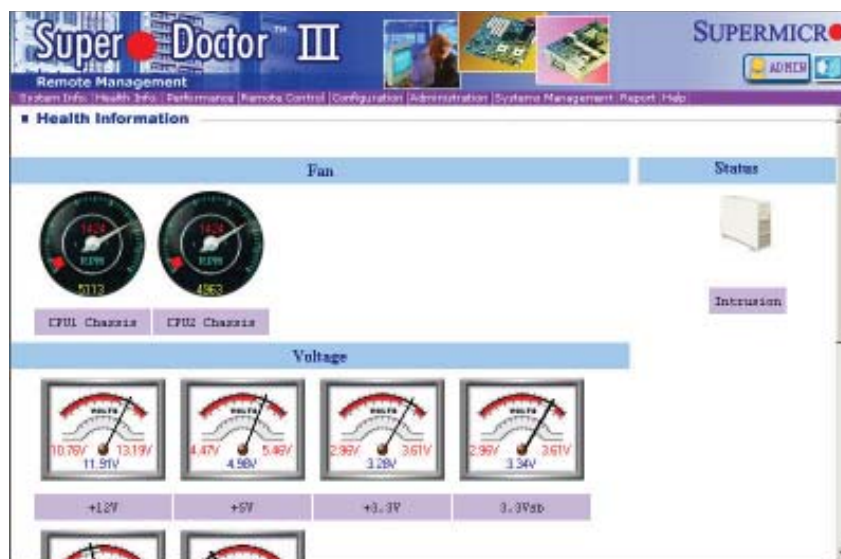 Super Doctor™ III
SUPERMICR
Remote Management
ADMIN
System Info. |Health Info. |Performance |Remote Control |Configuration |Administration |Systems Management |Report |Help
Health Information
Fan
Status
1424
RPM
5113
1424
RPM
4963
CPU1 Chassis
CPU2 Chassis
Intrusion
Voltage
VOLTS
10.76V 13.19V
11.91V
VOLTS
4.47V 5.46V
4.98V
VOLTS
2.96V 3.61V
3.28V
VOLTS
2.96V 3.61V
3.34V
+12V
+5V
+3.3V
3.3Vsb